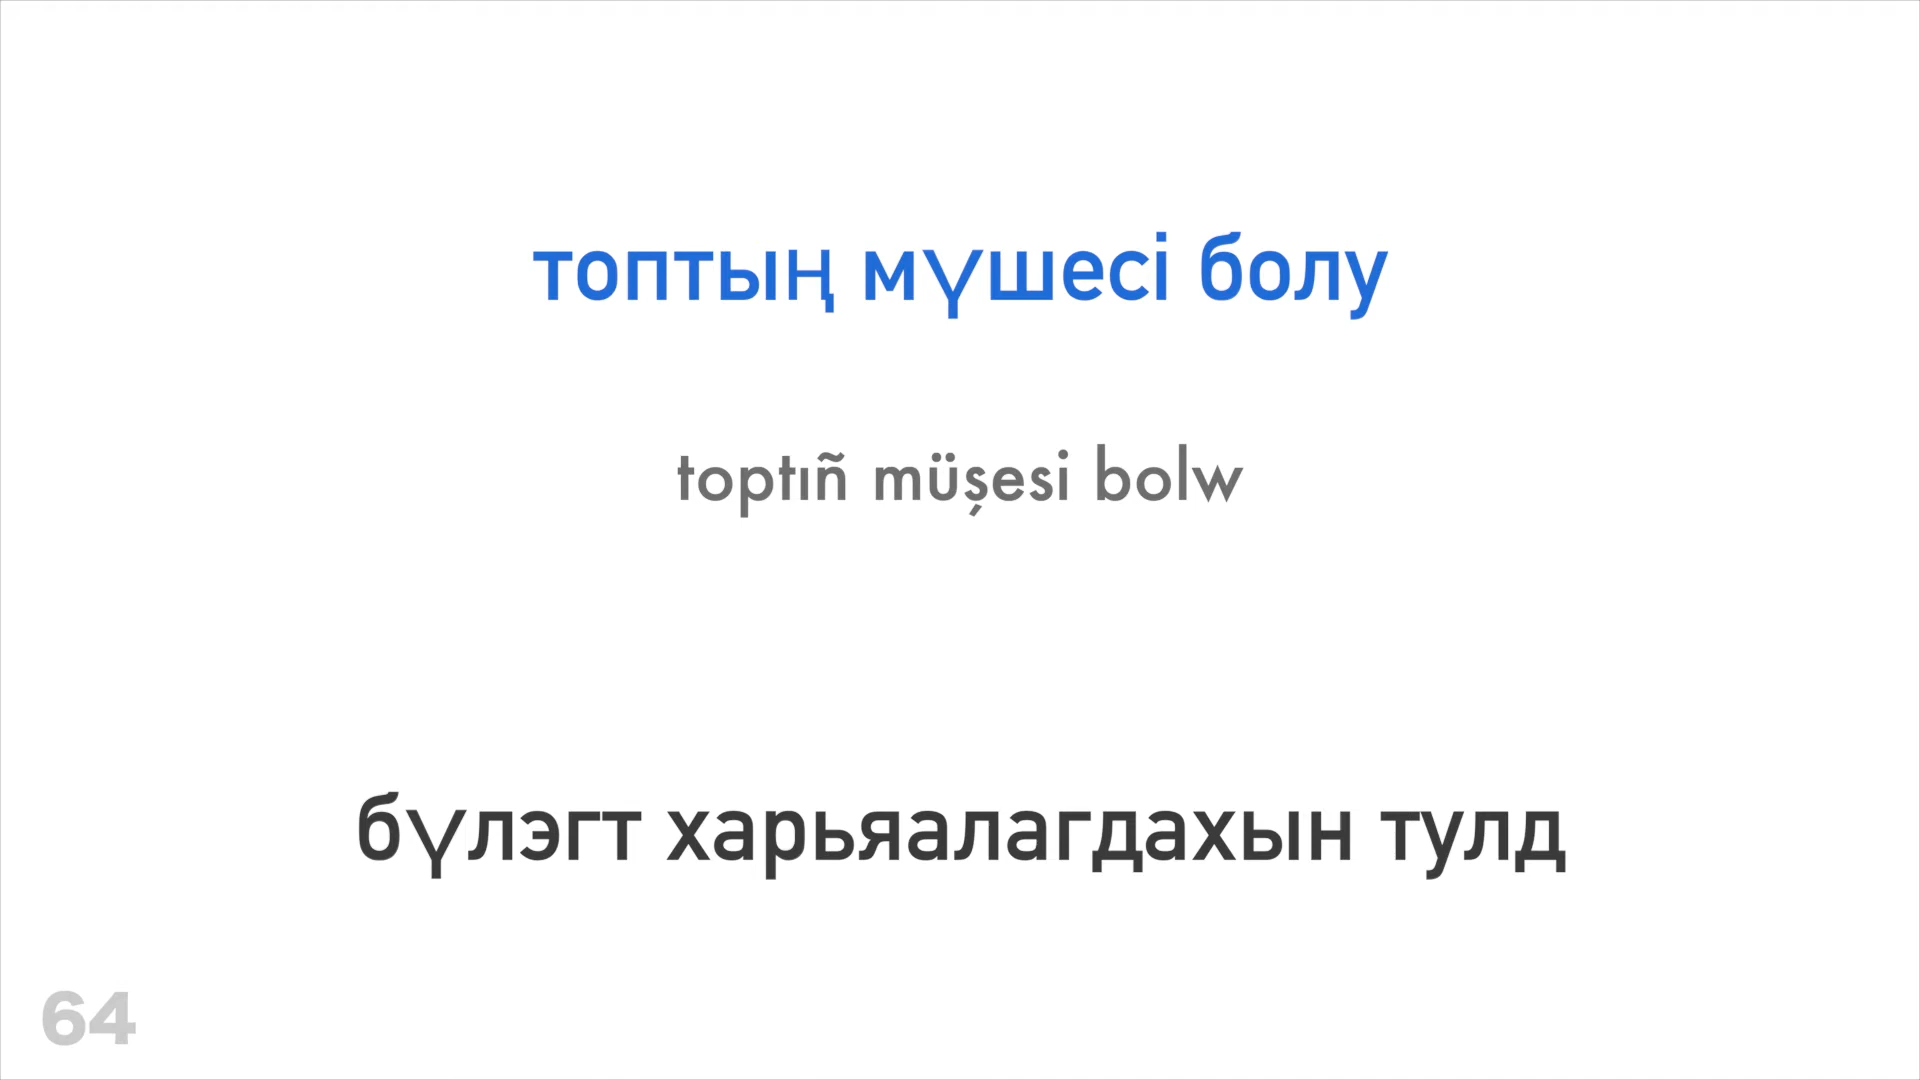 топтың мүшесі болу
toptıñ müşesi bolw
бүлэгт харьяалагдахын тулд
64